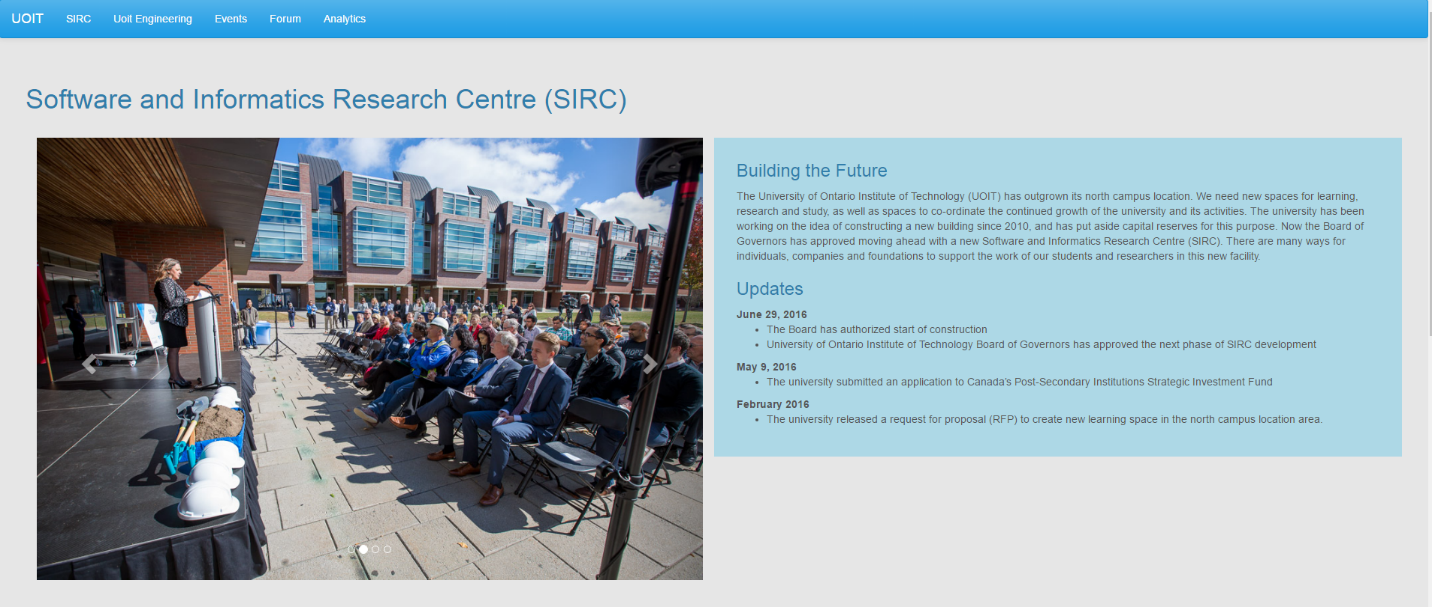 UOIT SIRC Uoit Engineering Events Forum Analytics
Software and Informatics Research Centre (SIRC)
Building the Future
The University of Ontario Institute of Technology (UOIT) has outgrown its north campus location. We need new spaces for learning,
research and study, as well as spaces to co-ordinate the continued growth of the university and its activities. The university has been
working on the idea of constructing a new building since 2010, and has put aside capital reserves for this purpose. Now the Board of
Governors has approved moving ahead with a new Software and Informatics Research Centre (SIRC). There are many ways for
individuals, companies and foundations to support the work of our students and researchers in this new facility.
Updates
June 29, 2016
• The Board has authorized start of construction
• University of Ontario Institute of Technology Board of Governors has approved the next phase of SIRC development
May 9, 2016
• The university submitted an application to Canada's Post-Secondary Institutions Strategic Investment Fund
February 2016
• The university released a request for proposal (RFP) to create new learning space in the north campus location area.